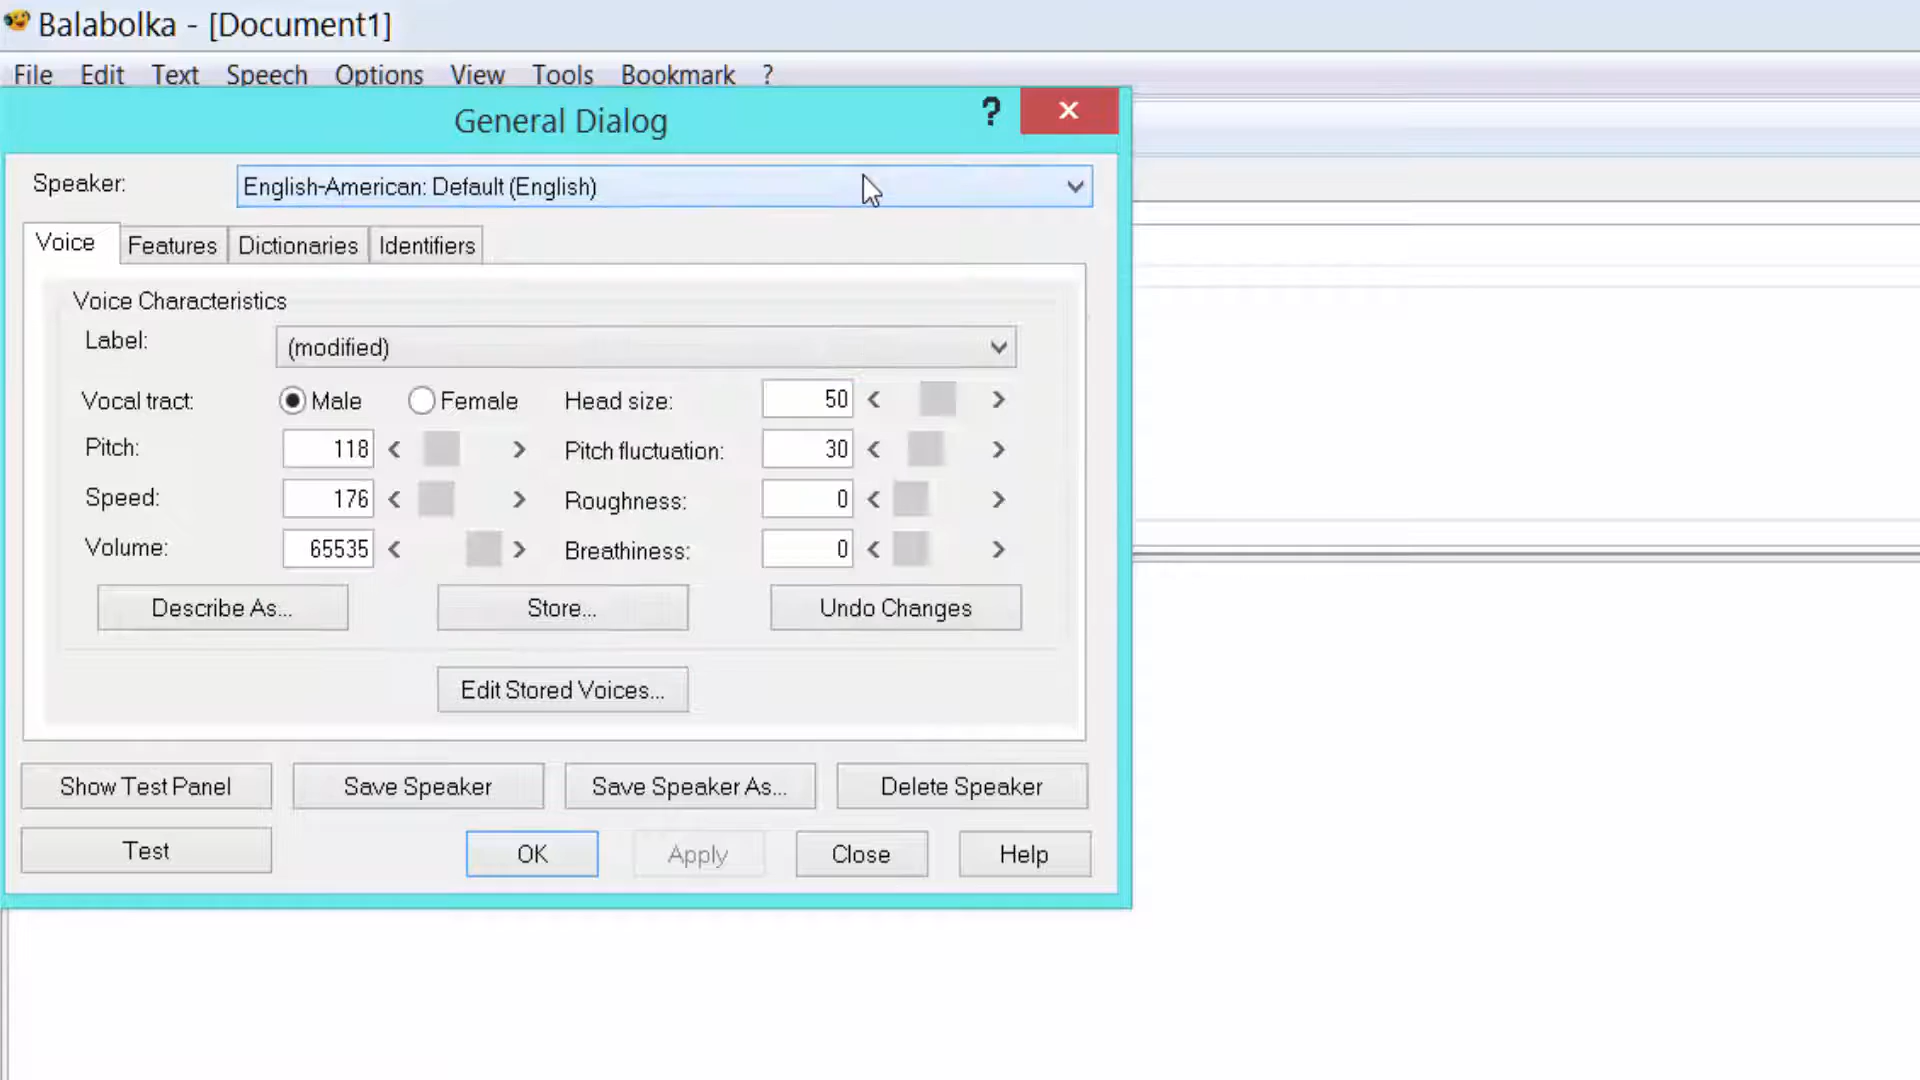 Balabolka - [Document1]
File Edit Text Speech Options View Tools Bookmark ?
General Dialog ? x
Speaker: English-American: Default (English)
Voice Features Dictionaries Identifiers
Voice Characteristics
Label: (modified)
Vocal tract: Male Female Head size: 50
Pitch: 118 Pitch fluctuation: 30
Speed: 176 Roughness: 0
Volume: 65535 Breathiness: 0
Describe As... Store... Undo Changes
Edit Stored Voices...
Show Test Panel Save Speaker Save Speaker As... Delete Speaker
Test OK Apply Close Help